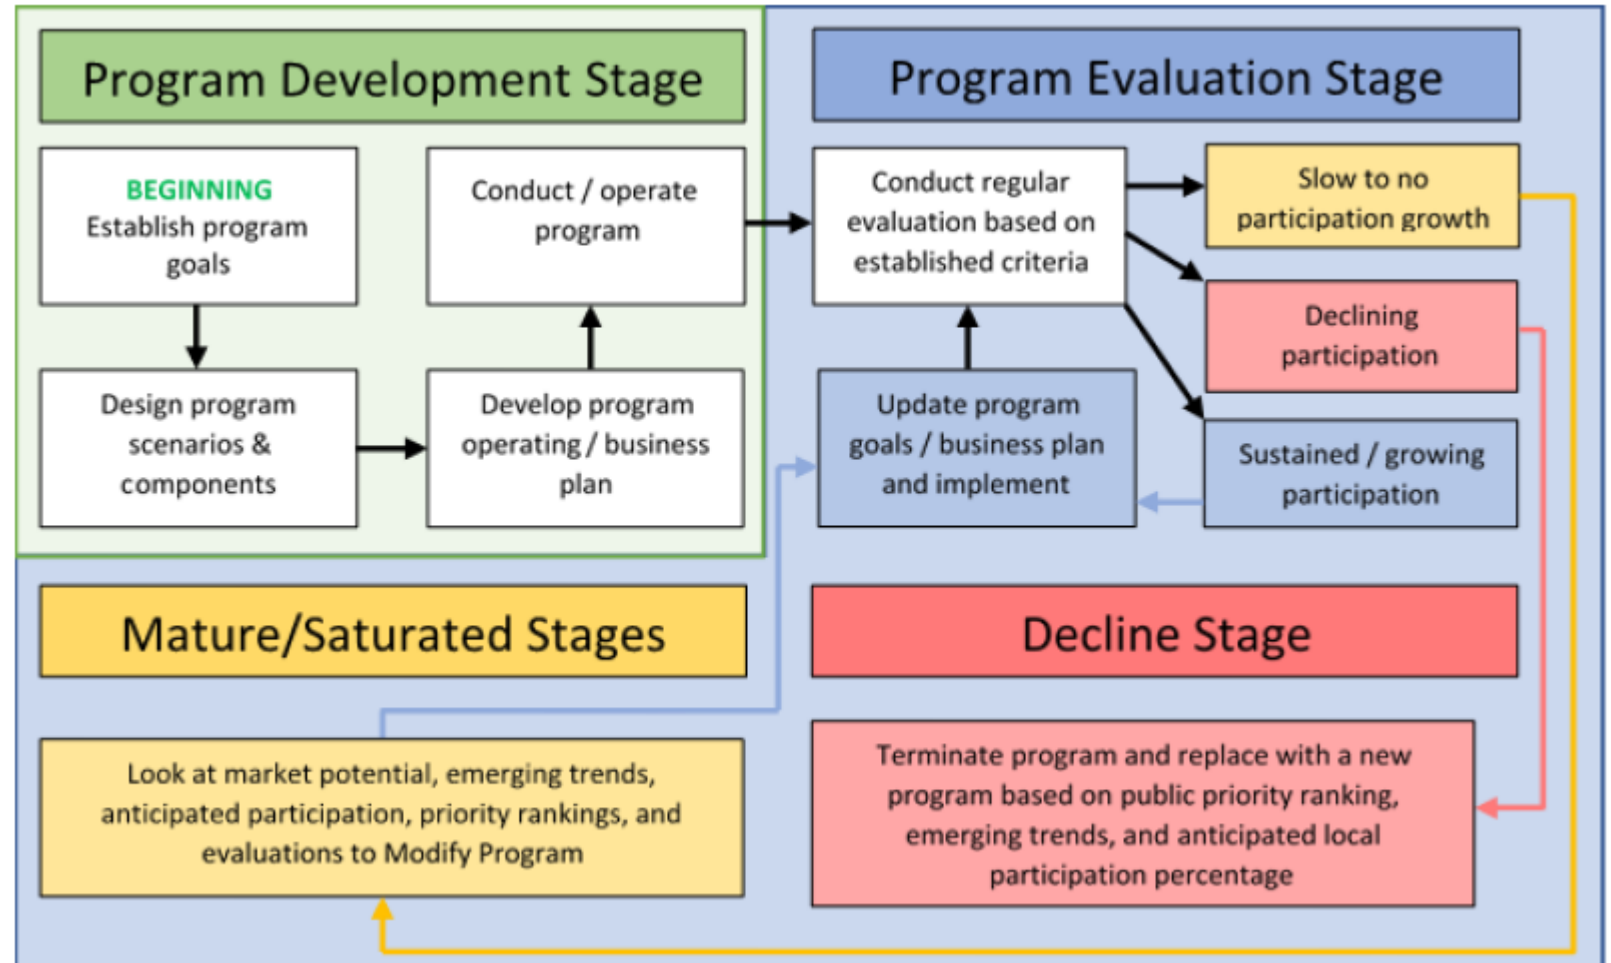 Program Development Stage
BEGINNING
Establish program
goals
Design program
scenarios &
components
Develop program
operating / business
plan
Conduct / operate
program
Program Evaluation Stage
Conduct regular
evaluation based on
established criteria
Slow to no
participation growth
Declining
participation
Sustained / growing
participation
Update program
goals / business plan
and implement
Mature/Saturated Stages
Look at market potential, emerging trends,
anticipated participation, priority rankings, and
evaluations to Modify Program
Decline Stage
Terminate program and replace with a new
program based on public priority ranking,
emerging trends, and anticipated local
participation percentage